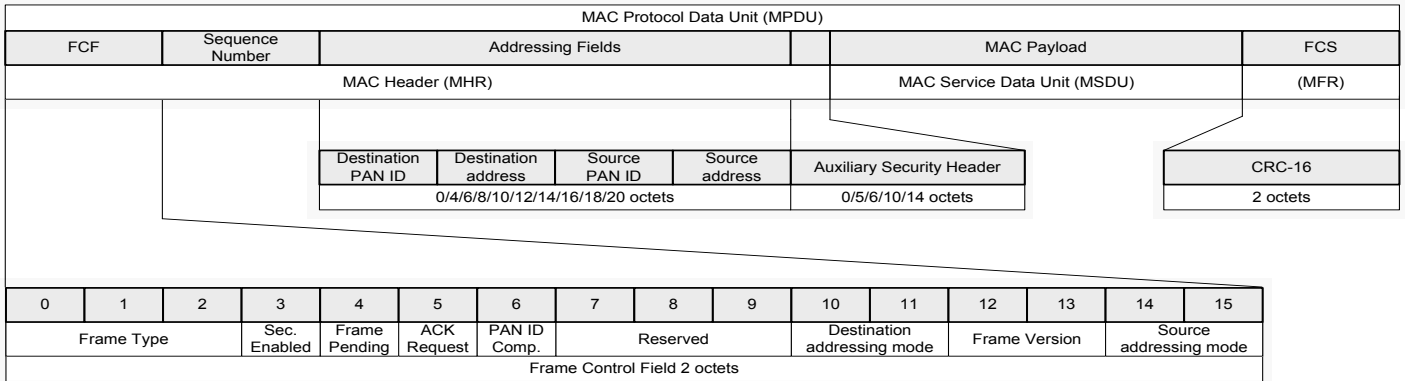 MAC Protocol Data Unit (MPDU)
FCF
Sequence
Number
Addressing Fields
MAC Payload
FCS
MAC Header (MHR)
MAC Service Data Unit (MSDU)
(MFR)
Destination
PAN ID
Destination
address
Source
PAN ID
Source
address
Auxiliary Security Header
CRC-16
0/4/6/8/10/12/14/16/18/20 octets
0/5/6/10/14 octets
2 octets
0 1 2 3 4 5 6 7 8 9 10 11 12 13 14 15
Frame Type
Sec.
Enabled
Frame
Pending
ACK
Request
PAN ID
Comp.
Reserved
Destination
addressing mode
Frame Version
Source
addressing mode
Frame Control Field 2 octets